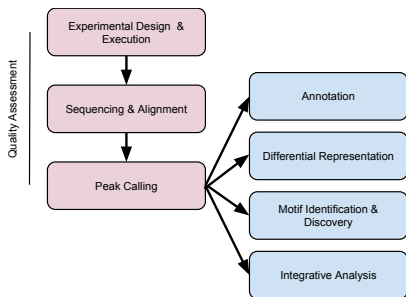 Experimental Design &
Execution
Quality Assessment
Sequencing & Alignment
Peak Calling
Annotation
Differential Representation
Motif Identification &
Discovery
Integrative Analysis